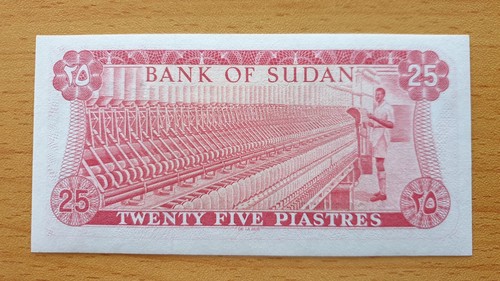 ٢٥ BANK OF SUDAN 25
25 TWENTY FIVE PIASTRES ٢٥